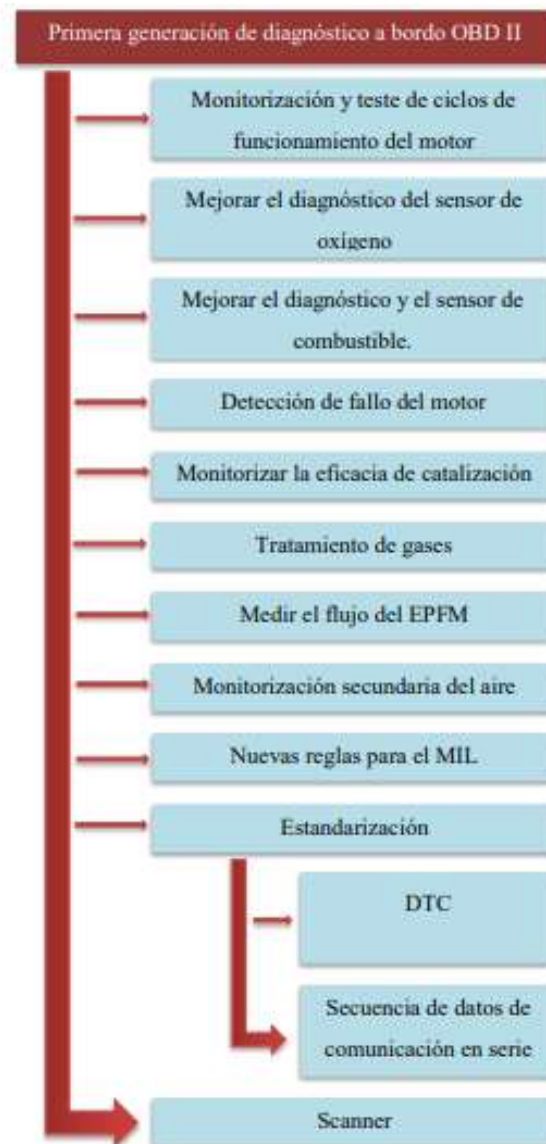 Primera generación de diagnóstico a bordo OBD II
Monitorización y teste de ciclos de
funcionamiento del motor
Mejorar el diagnóstico del sensor de
oxígeno
Mejorar el diagnóstico y el sensor de
combustible.
Detección de fallo del motor
Monitorizar la eficacia de catalización
Tratamiento de gases
Medir el flujo del EPFM
Monitorización secundaria del aire
Nuevas reglas para el MIL
Estandarización
DTC
Secuencia de datos de
comunicación en serie
Scanner